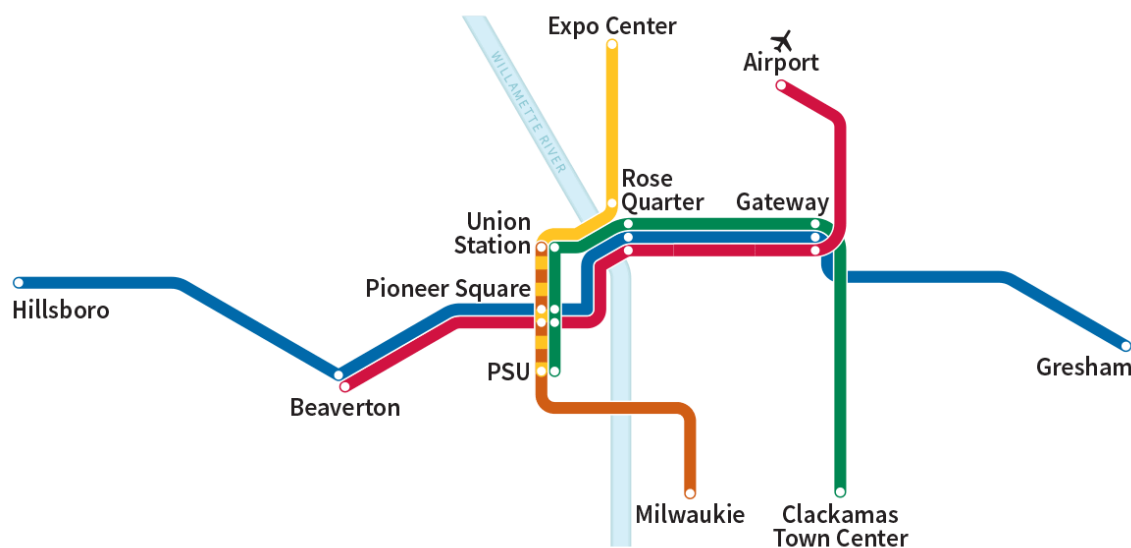 Expo Center
Airport
WILLAMETTE RIVER
Rose
Quarter
Gateway
Union
Station
Pioneer Square
Hillsboro
PSU
Gresham
Beaverton
Milwaukie
Clackamas
Town Center